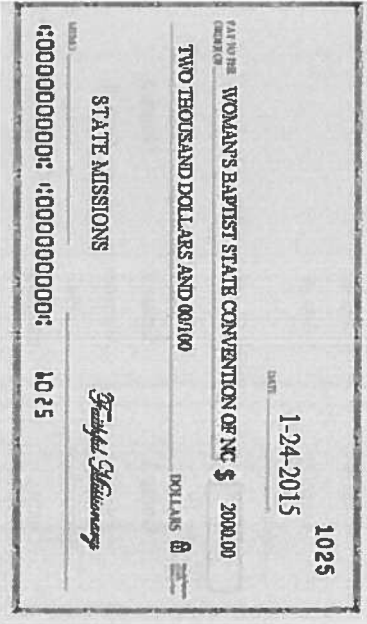 1025
DATE 1-24-2015
PAY TO THE
ORDER OF WOMAN'S BAPTIST STATE CONVENTION OF NC $ 2000.00
TWO THOUSAND DOLLARS AND 00/100 DOLLARS
MEMO STATE MISSIONS Faithful Missionary
⑆000000000⑆ ⑆000000000⑆ 1025